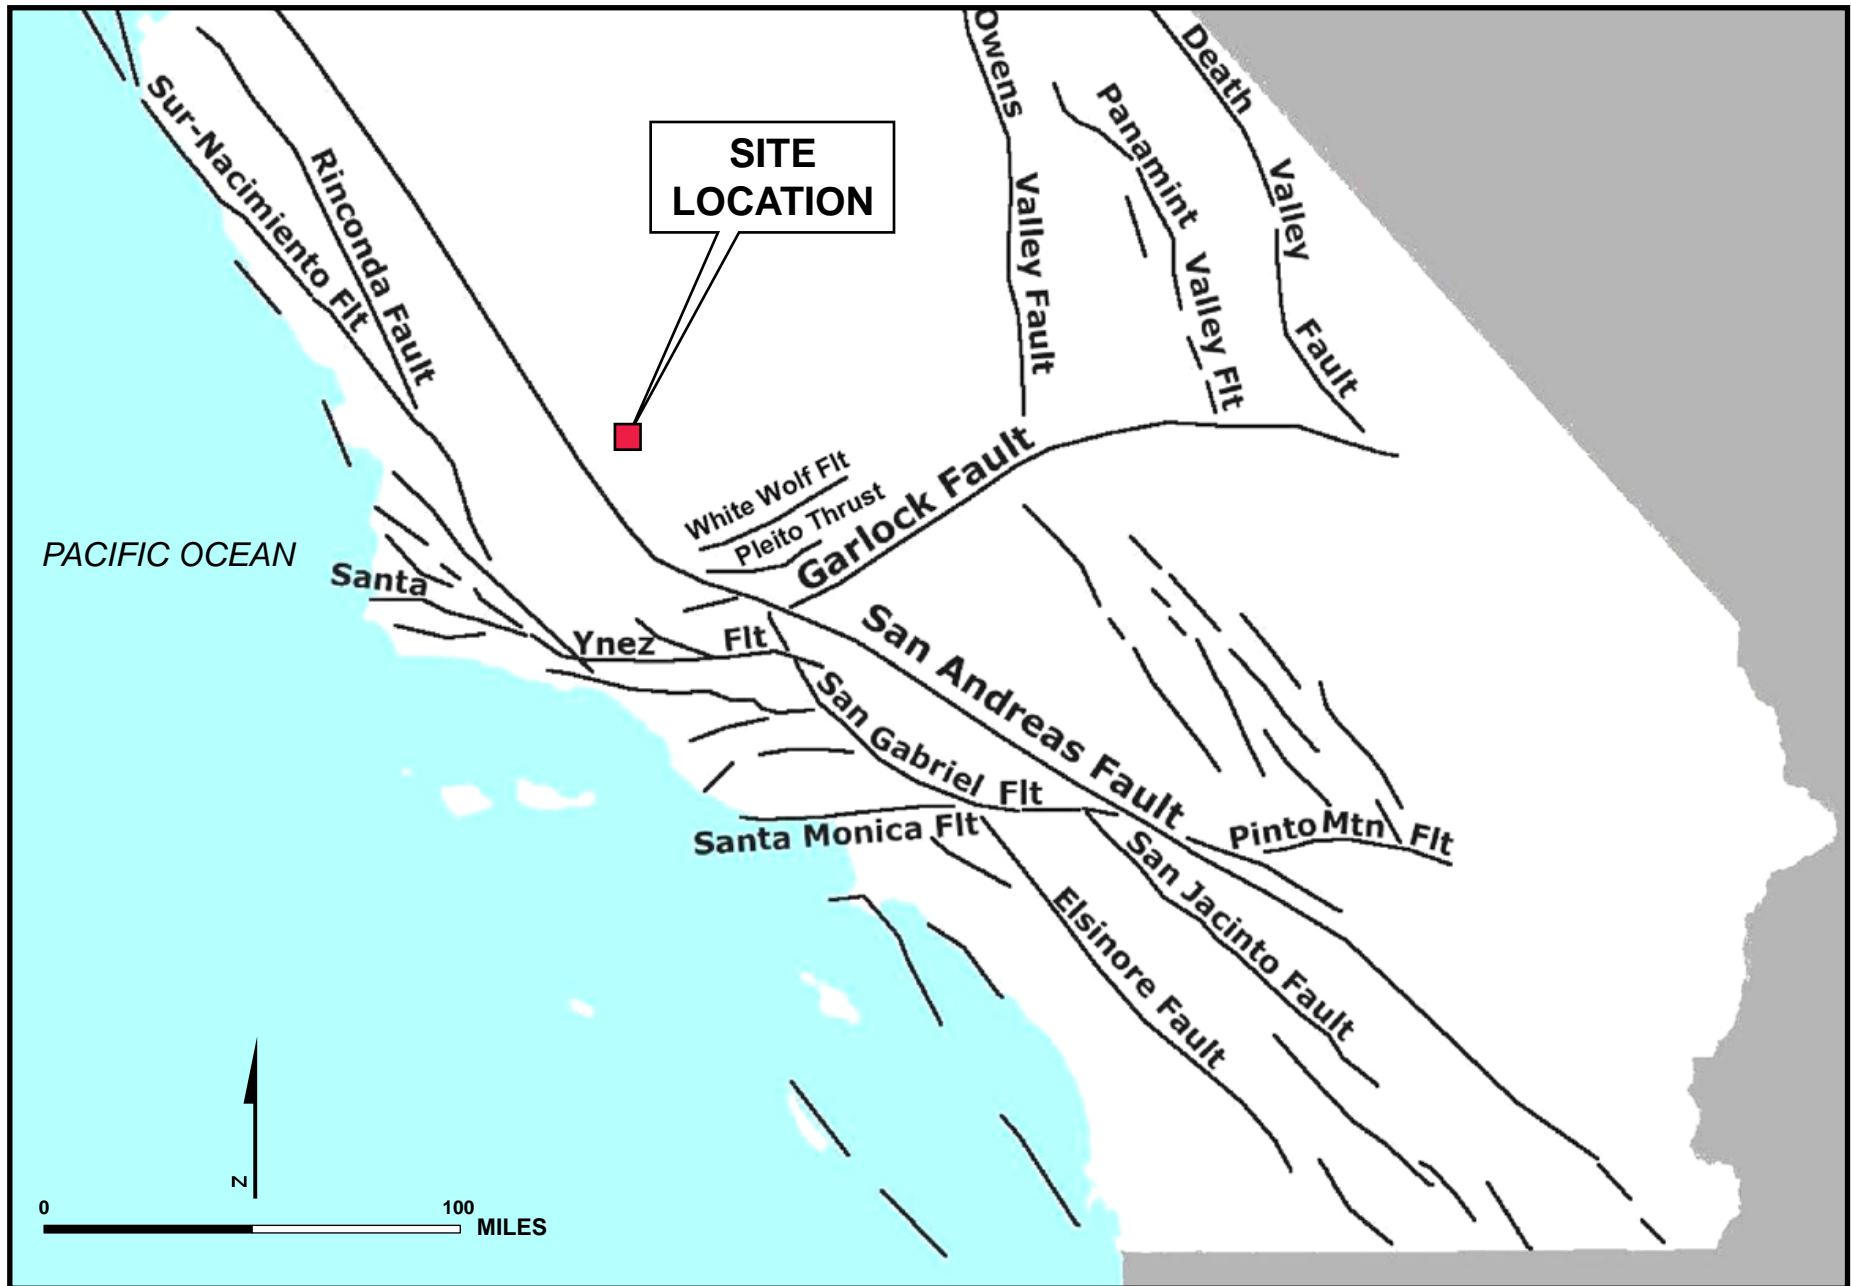 Owens
Valley Fault
Death
Valley
Fault
Panamint
Valley Flt
Sur-Nacimiento Flt
Rinconda Fault
SITE
LOCATION
White Wolf Flt
Pleito Thrust
Garlock Fault
PACIFIC OCEAN
Santa
Ynez
Flt
San Andreas Fault
San Gabriel Flt
Santa Monica Flt
Pinto Mtn Flt
San Jacinto Fault
Elsinore Fault
N
0
100
MILES